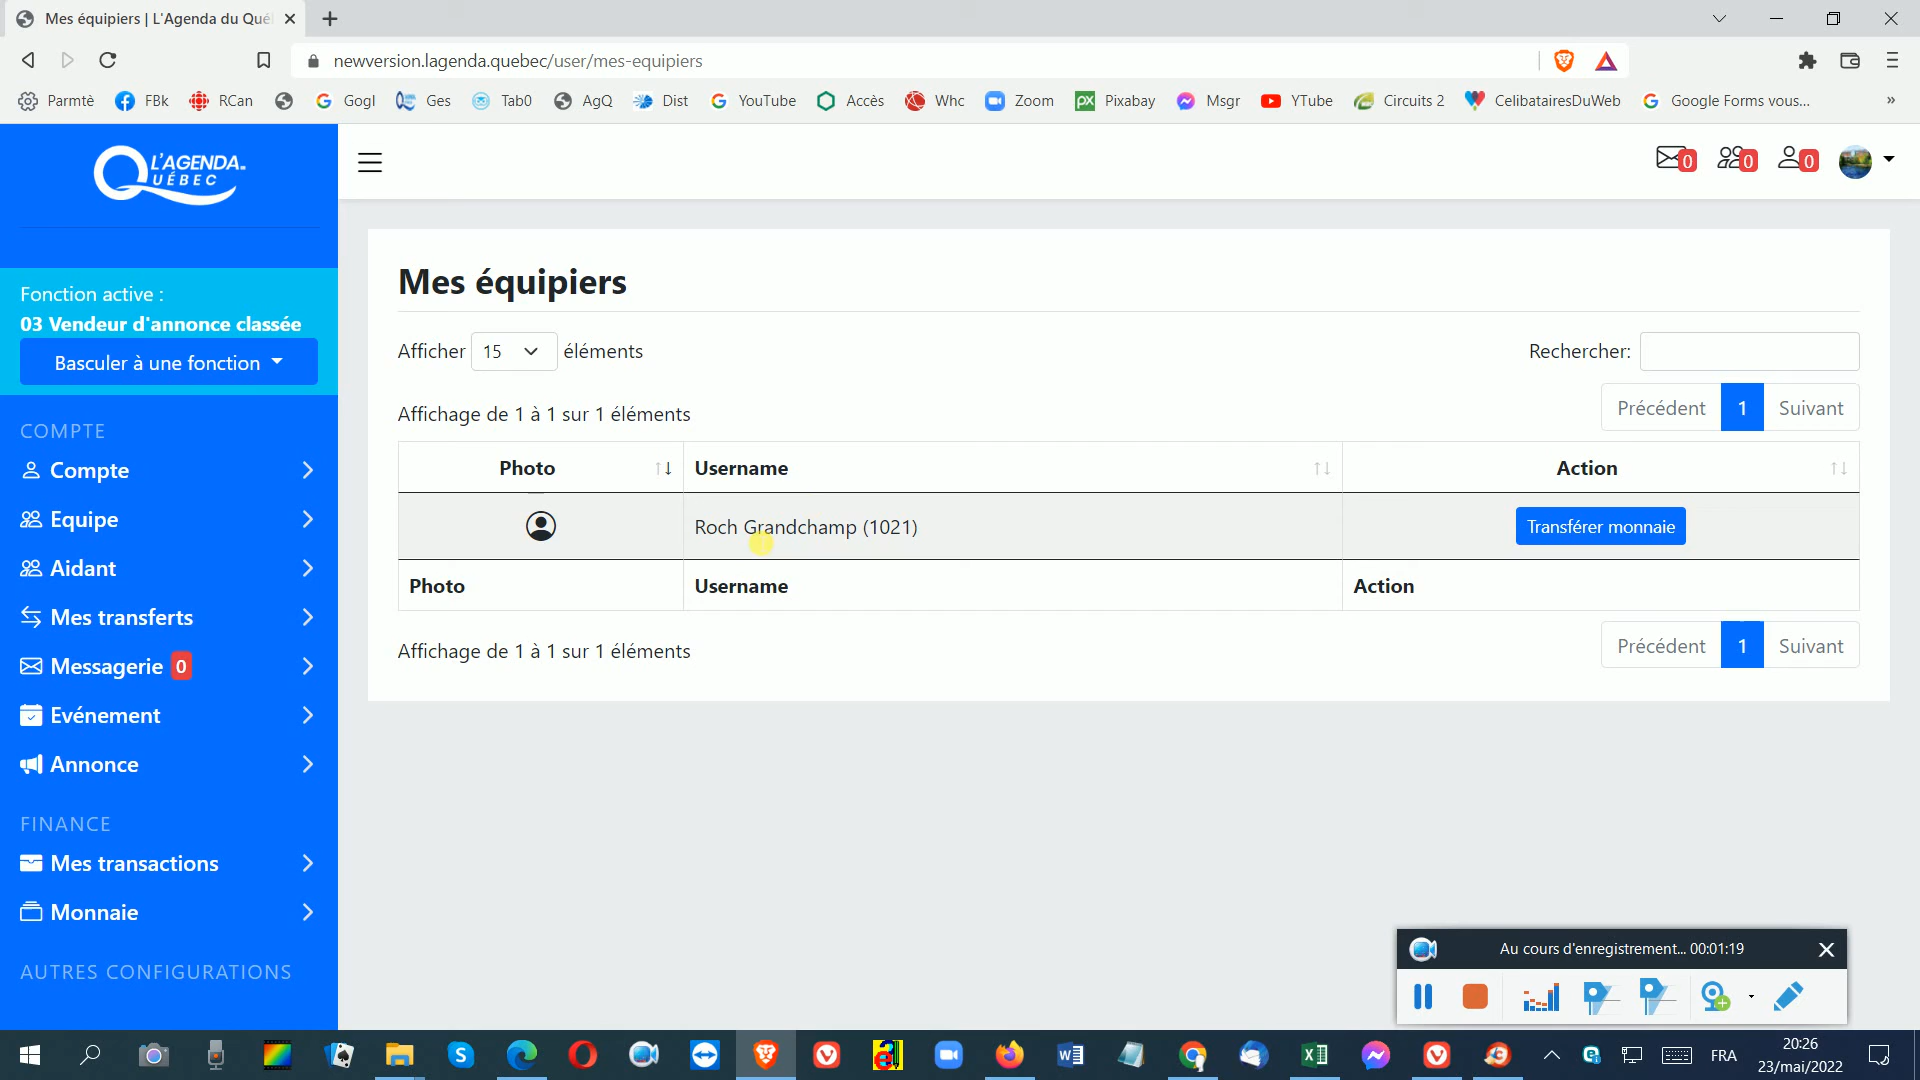 Mes équipiers | L'Agenda du Qué
newversion.lagenda.quebec/user/mes-equipiers
Parmtè FBk RCan Gogl Ges Tab0 AgQ Dist YouTube Accès Whc Zoom Pixabay Msgr YTube Circuits 2 CelibatairesDuWeb Google Forms vous... »
L'AGENDA
QUÉBEC
0 0 0
Fonction active :
03 Vendeur d'annonce classée
Basculer à une fonction
COMPTE
Compte
Equipe
Aidant
Mes transferts
Messagerie 0
Evénement
Annonce
FINANCE
Mes transactions
Monnaie
AUTRES CONFIGURATIONS
Mes équipiers
Afficher 15 éléments
Rechercher:
Affichage de 1 à 1 sur 1 éléments
Précédent 1 Suivant
Photo Username Action
Roch Grandchamp (1021) Transférer monnaie
Photo Username Action
Affichage de 1 à 1 sur 1 éléments
Précédent 1 Suivant
Au cours d'enregistrement... 00:01:19
FRA
20:26
23/mai/2022